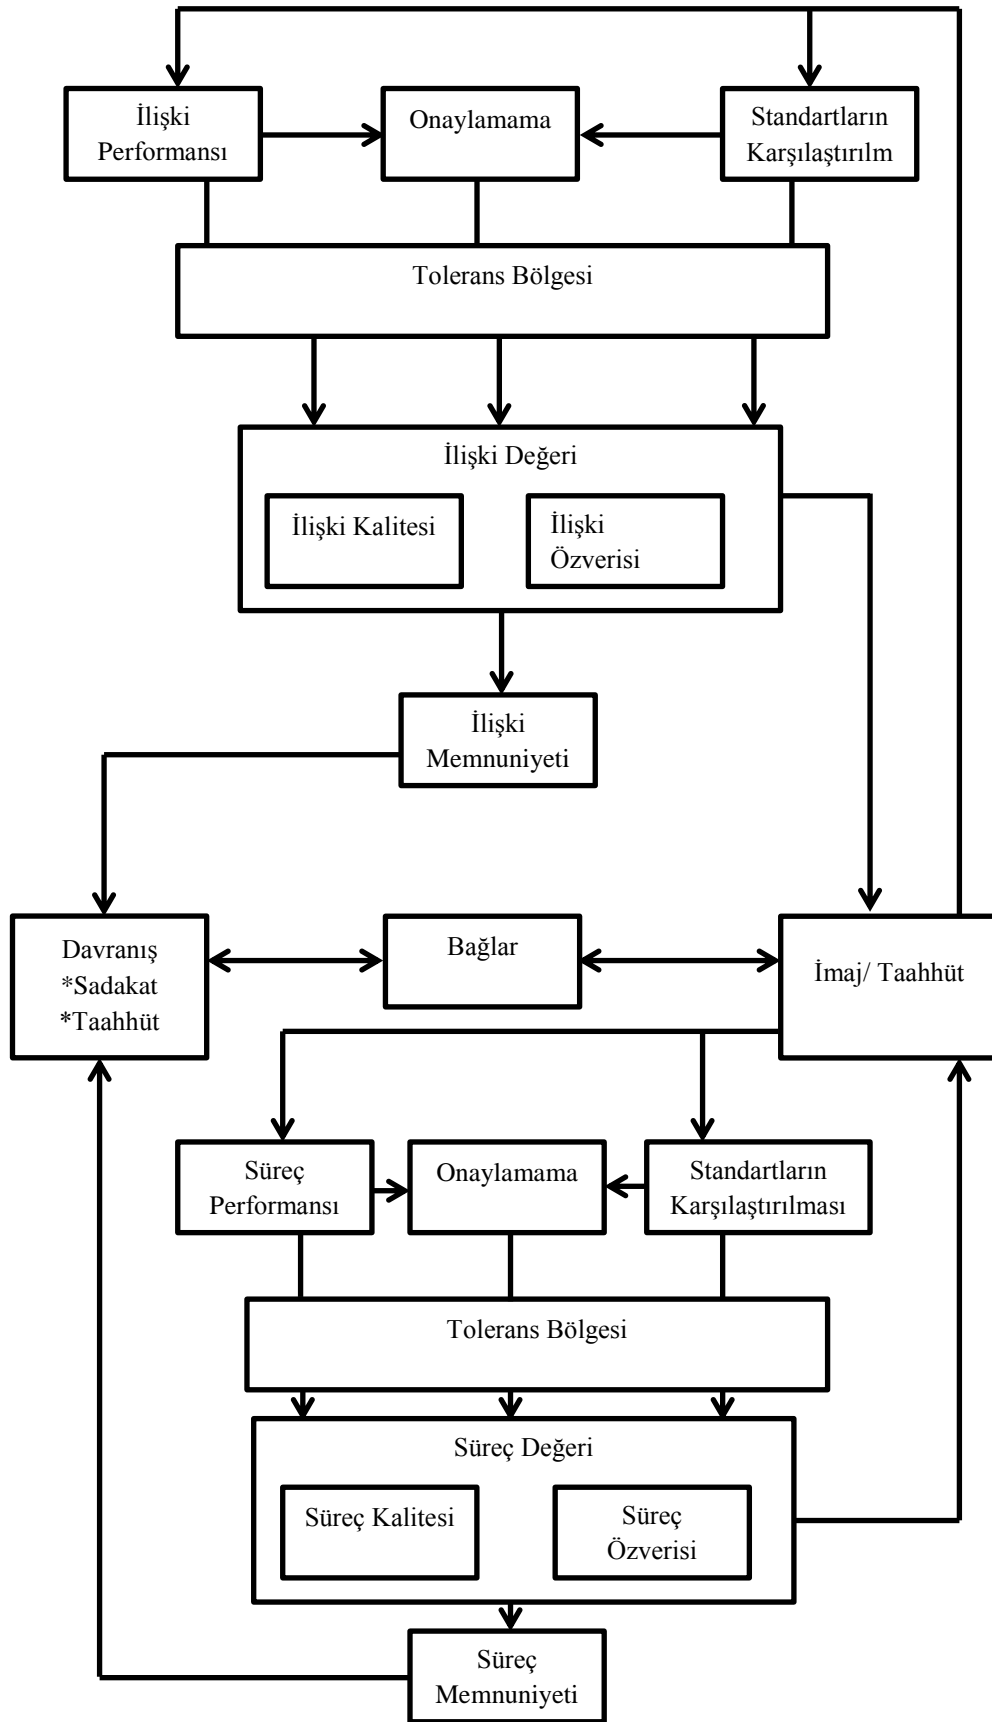 İlişki
Performansı
Onaylamama
Standartların
Karşılaştırılm
Tolerans Bölgesi
İlişki Değeri
İlişki Kalitesi
İlişki
Özverisi
İlişki
Memnuniyeti
Davranış
*Sadakat
*Taahhüt
Bağlar
İmaj/ Taahhüt
Süreç
Performansı
Onaylamama
Standartların
Karşılaştırılması
Tolerans Bölgesi
Süreç Değeri
Süreç Kalitesi
Süreç
Özverisi
Süreç
Memnuniyeti